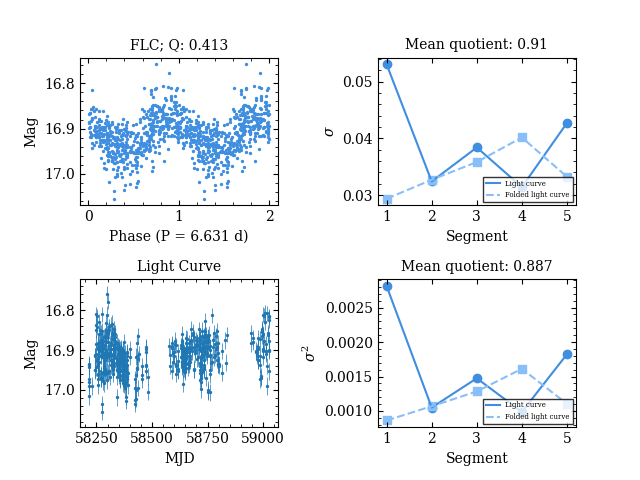 FLC; Q: 0.413
Mag
16.8
16.9
17.0
0
1
2
Phase (P = 6.631 d)
Mean quotient: 0.91
σ
0.05
0.04
0.03
Light curve
Folded light curve
1
2
3
4
5
Segment
Light Curve
Mag
16.8
16.9
17.0
58250
58500
58750
59000
MJD
Mean quotient: 0.887
σ²
0.0025
0.0020
0.0015
0.0010
Light curve
Folded light curve
1
2
3
4
5
Segment